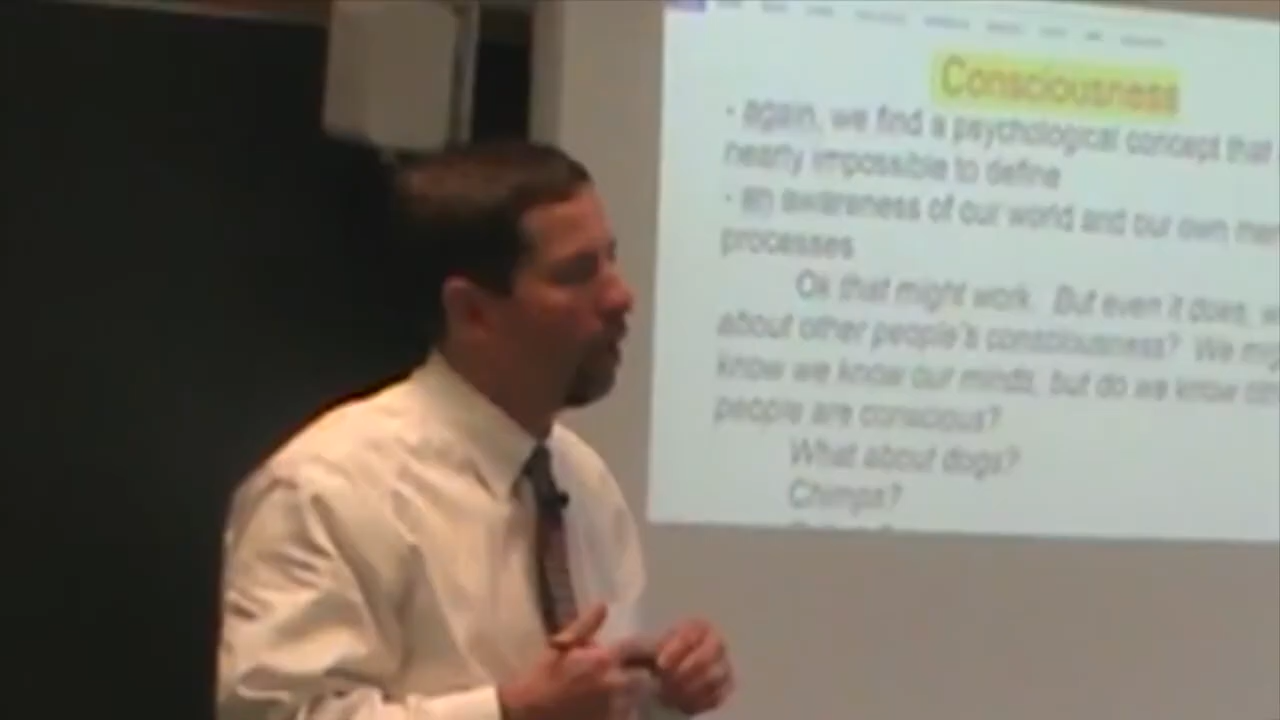 Consciousness
- again, we find a psychological concept that
nearly impossible to define
- an awareness of our world and our own
processes
Ok that might work. But even it does,
about other people's consciousness? We
know we know our minds, but do we know
people are conscious?
What about dogs?
Chimps?